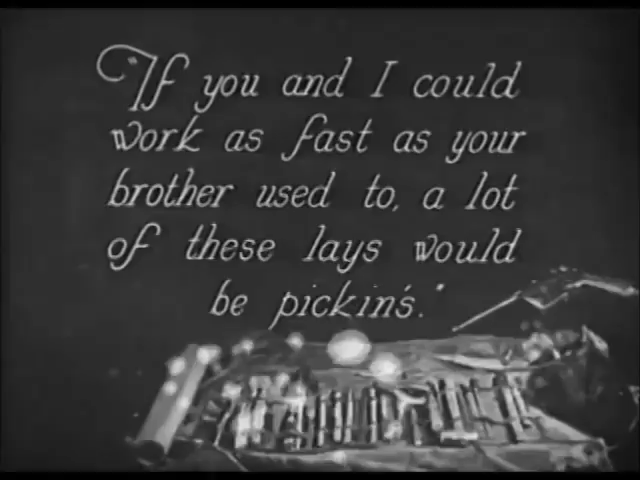 "If you and I could
work as fast as your
brother used to, a lot
of these lays would
be pickin's."